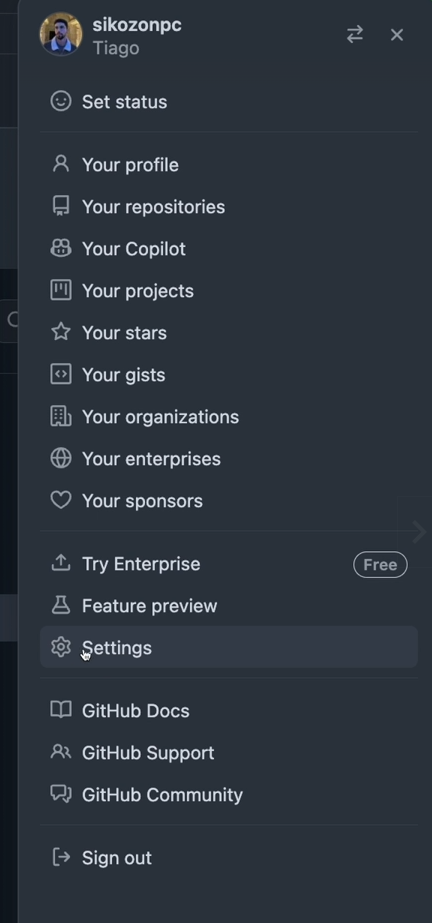 sikozonpc
Tiago
Set status
Your profile
Your repositories
Your Copilot
Your projects
Your stars
Your gists
Your organizations
Your enterprises
Your sponsors
Try Enterprise Free
Feature preview
Settings
GitHub Docs
GitHub Support
GitHub Community
Sign out